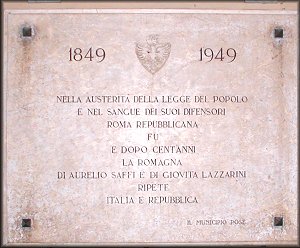 1849 1949
NELLA AUSTERITÀ DELLA LEGGE DEL POPOLO
E NEL SANGUE DEI SUOI DIFENSORI
ROMA REPUBBLICANA
FU
E DOPO CENT'ANNI
LA ROMAGNA
DI AURELIO SAFFI E DI GIOVITA LAZZARINI
RIPETE
ITALIA E REPUBBLICA
IL MUNICIPIO POSE